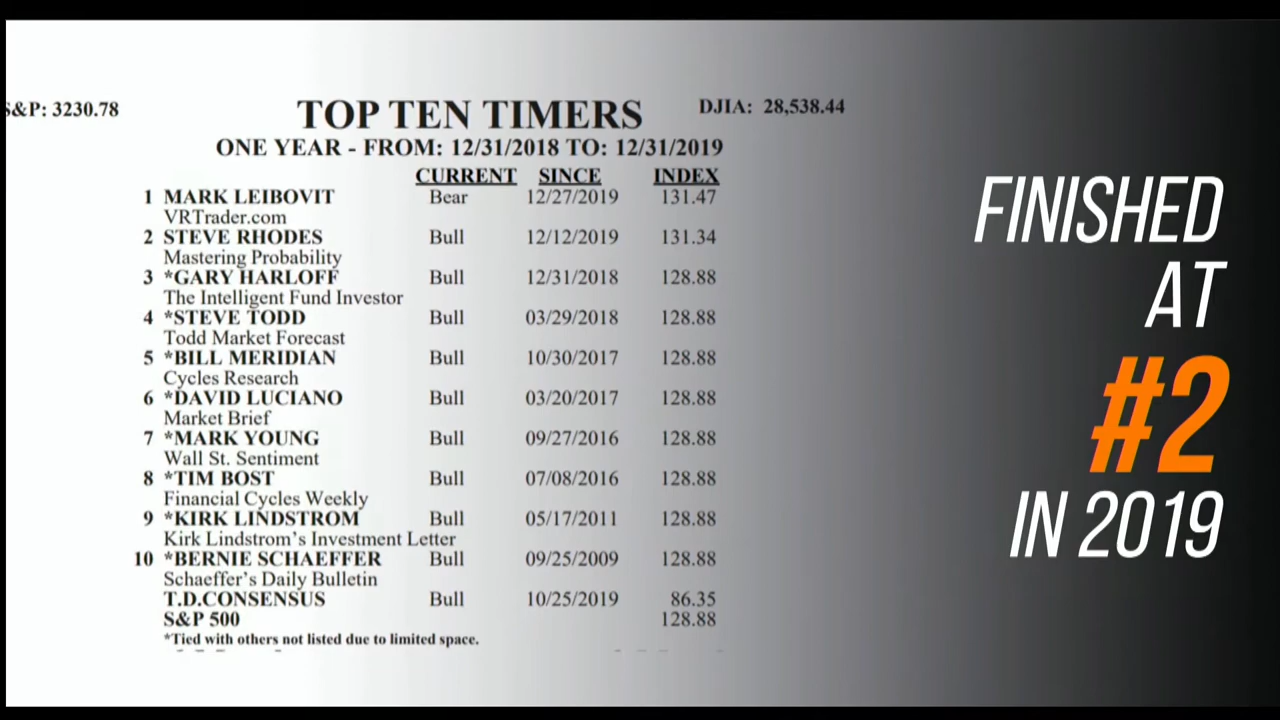 S&P: 3230.78
TOP TEN TIMERS
DJIA: 28,538.44
ONE YEAR - FROM: 12/31/2018 TO: 12/31/2019
CURRENT SINCE INDEX
1 MARK LEIBOVIT Bear 12/27/2019 131.47
VRTrader.com
2 STEVE RHODES Bull 12/12/2019 131.34
Mastering Probability
3 *GARY HARLOFF Bull 12/31/2018 128.88
The Intelligent Fund Investor
4 *STEVE TODD Bull 03/29/2018 128.88
Todd Market Forecast
5 *BILL MERIDIAN Bull 10/30/2017 128.88
Cycles Research
6 *DAVID LUCIANO Bull 03/20/2017 128.88
Market Brief
7 *MARK YOUNG Bull 09/27/2016 128.88
Wall St. Sentiment
8 *TIM BOST Bull 07/08/2016 128.88
Financial Cycles Weekly
9 *KIRK LINDSTROM Bull 05/17/2011 128.88
Kirk Lindstrom's Investment Letter
10 *BERNIE SCHAEFFER Bull 09/25/2009 128.88
Schaeffer's Daily Bulletin
T.D.CONSENSUS Bull 10/25/2019 86.35
S&P 500 128.88
*Tied with others not listed due to limited space.
FINISHED
AT
#2
IN 2019